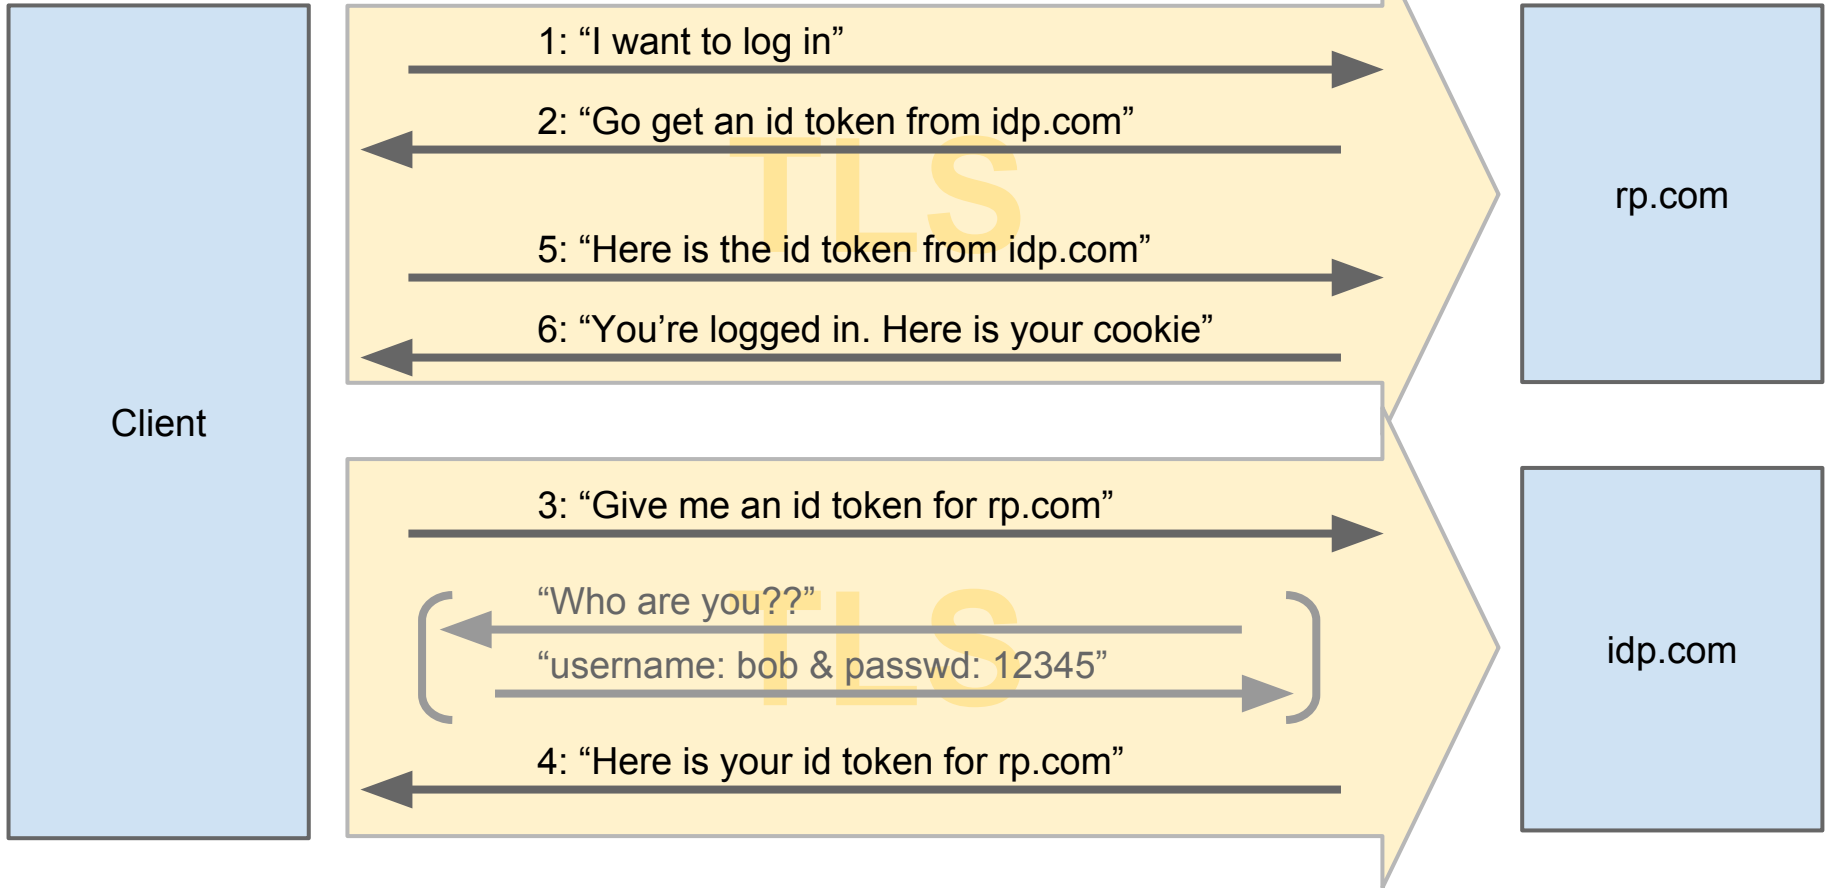 1: “I want to log in”
2: “Go get an id token from idp.com”
TLS
5: “Here is the id token from idp.com”
6: “You’re logged in. Here is your cookie”
rp.com
Client
3: “Give me an id token for rp.com”
“Who are you??”
TLS
“username: bob & passwd: 12345”
4: “Here is your id token for rp.com”
idp.com